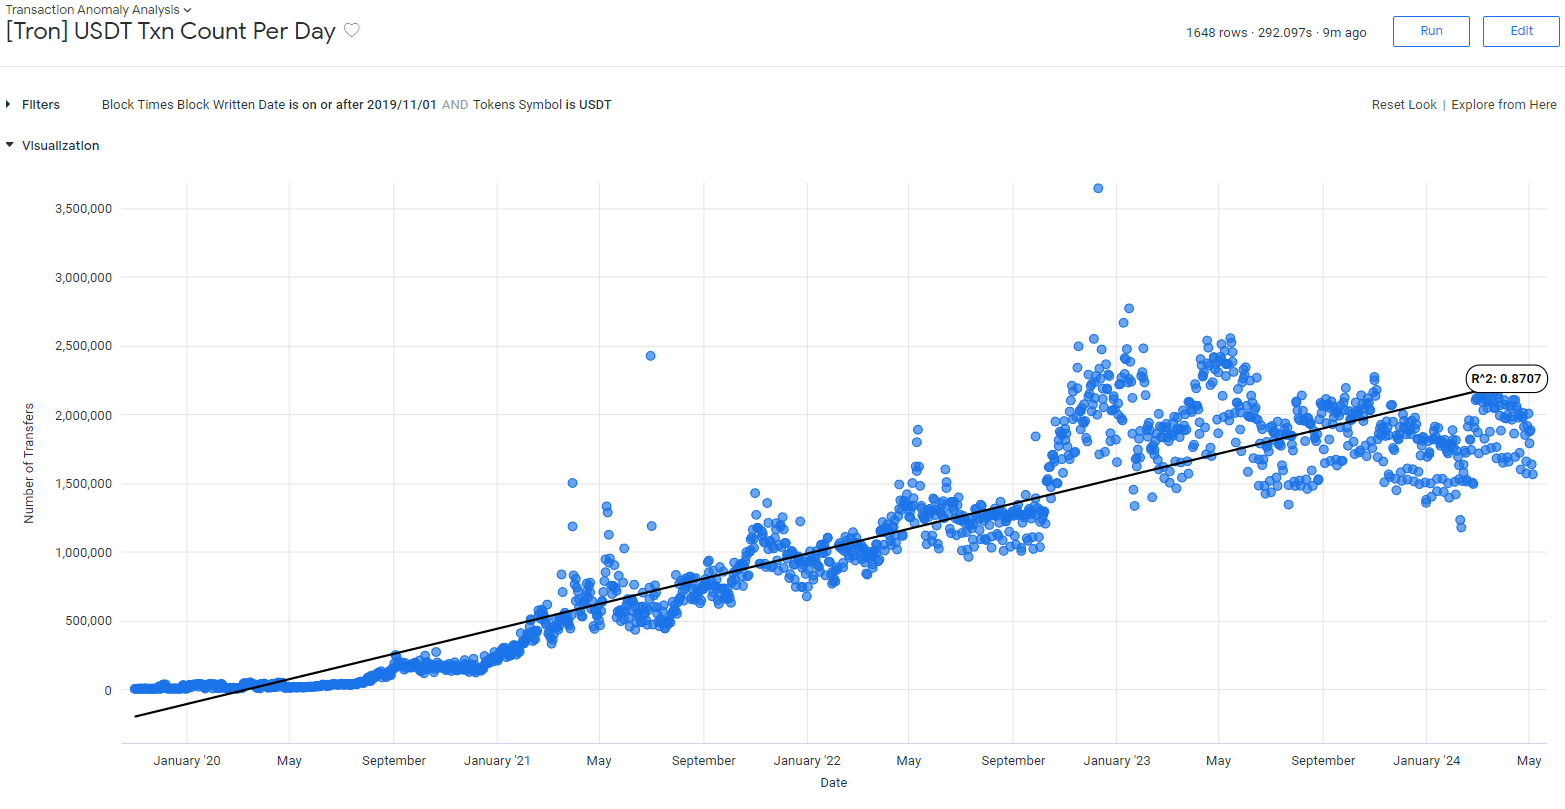 Transaction Anomaly Analysis
[Tron] USDT Txn Count Per Day
1648 rows · 292.097s · 9m ago
Run
Edit
Filters
Block Times Block Written Date is on or after 2019/11/01 AND Tokens Symbol is USDT
Reset Look | Explore from Here
Visualization
3,500,000
3,000,000
2,500,000
2,000,000
1,500,000
1,000,000
500,000
0
Number of Transfers
R^2: 0.8707
January '20
May
September
January '21
May
September
January '22
May
September
January '23
May
September
January '24
May
Date